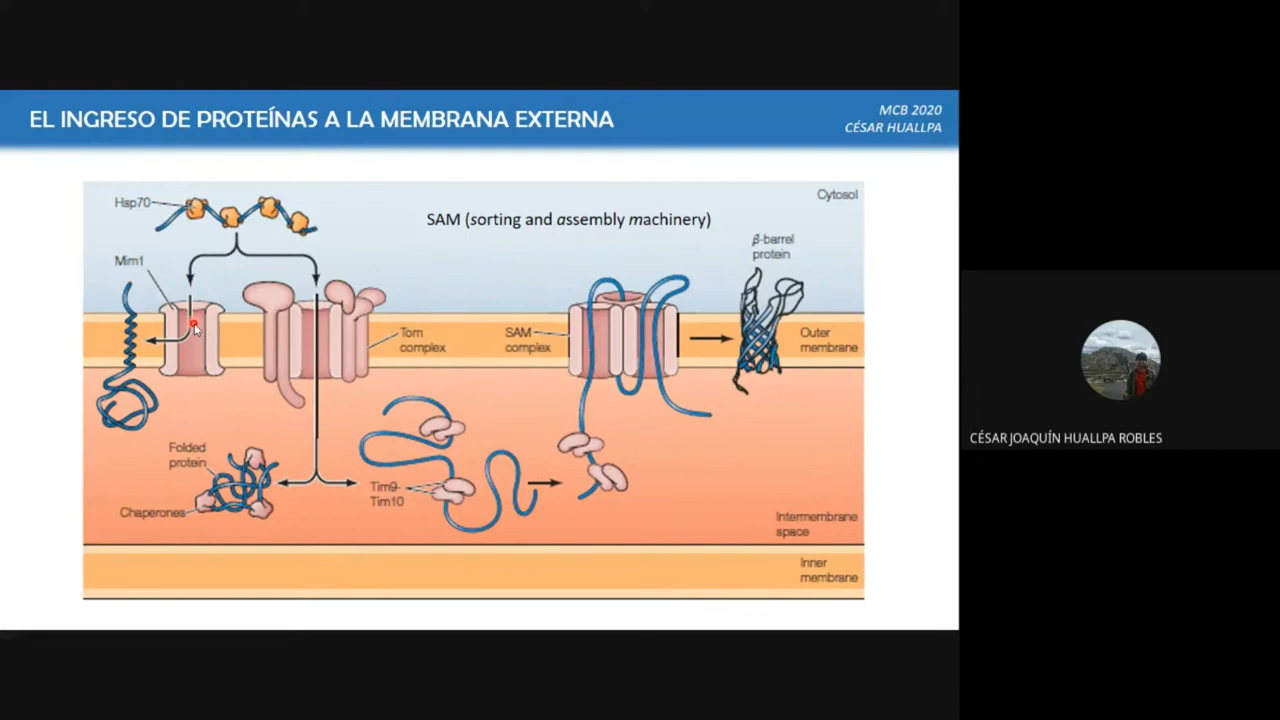 EL INGRESO DE PROTEÍNAS A LA MEMBRANA EXTERNA
MCB 2020
CÉSAR HUALLPA
Hsp70
SAM (sorting and assembly machinery)
Cytosol
β-barrel
protein
Mim1
Tom
complex
SAM
complex
Outer
membrane
Folded
protein
Chaperones
Tim9-
Tim10
Intermembrane
space
Inner
membrane
CÉSAR JOAQUÍN HUALLPA ROBLES